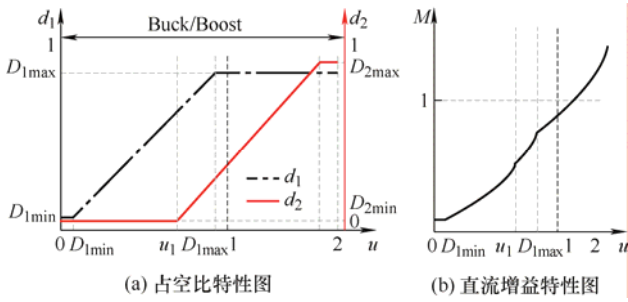 d₁
Buck/Boost
d₂
1
1
D₁max
D₂max
d₁
d₂
D₁min
D₂min
0
0 D₁min u₁ D₁max 1 2 u
(a) 占空比特性图
M
1
0 D₁min u₁ D₁max 1 2 u
(b) 直流增益特性图